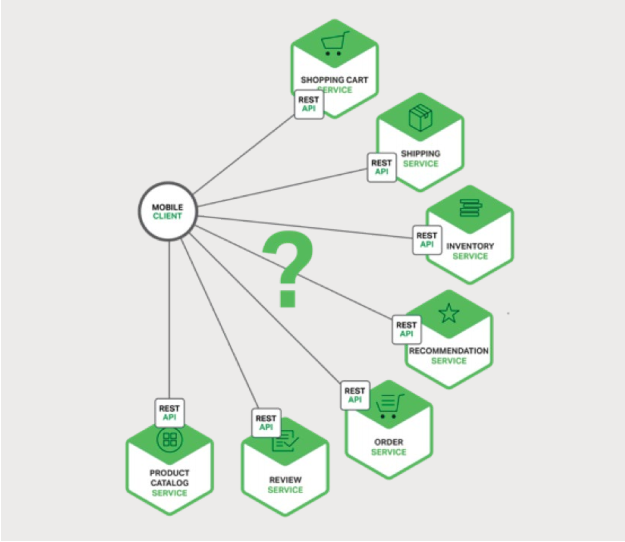 SHOPPING CART
SERVICE
REST
API
SHIPPING
SERVICE
REST
API
MOBILE
CLIENT
INVENTORY
SERVICE
REST
API
?
RECOMMENDATION
SERVICE
REST
API
ORDER
SERVICE
REST
API
REVIEW
SERVICE
REST
API
PRODUCT
CATALOG
SERVICE
REST
API